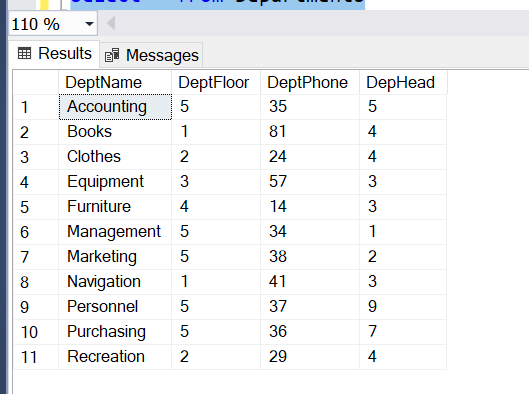 110 %
Results Messages
DeptName DeptFloor DeptPhone DepHead
1 Accounting 5 35 5
2 Books 1 81 4
3 Clothes 2 24 4
4 Equipment 3 57 3
5 Furniture 4 14 3
6 Management 5 34 1
7 Marketing 5 38 2
8 Navigation 1 41 3
9 Personnel 5 37 9
10 Purchasing 5 36 7
11 Recreation 2 29 4